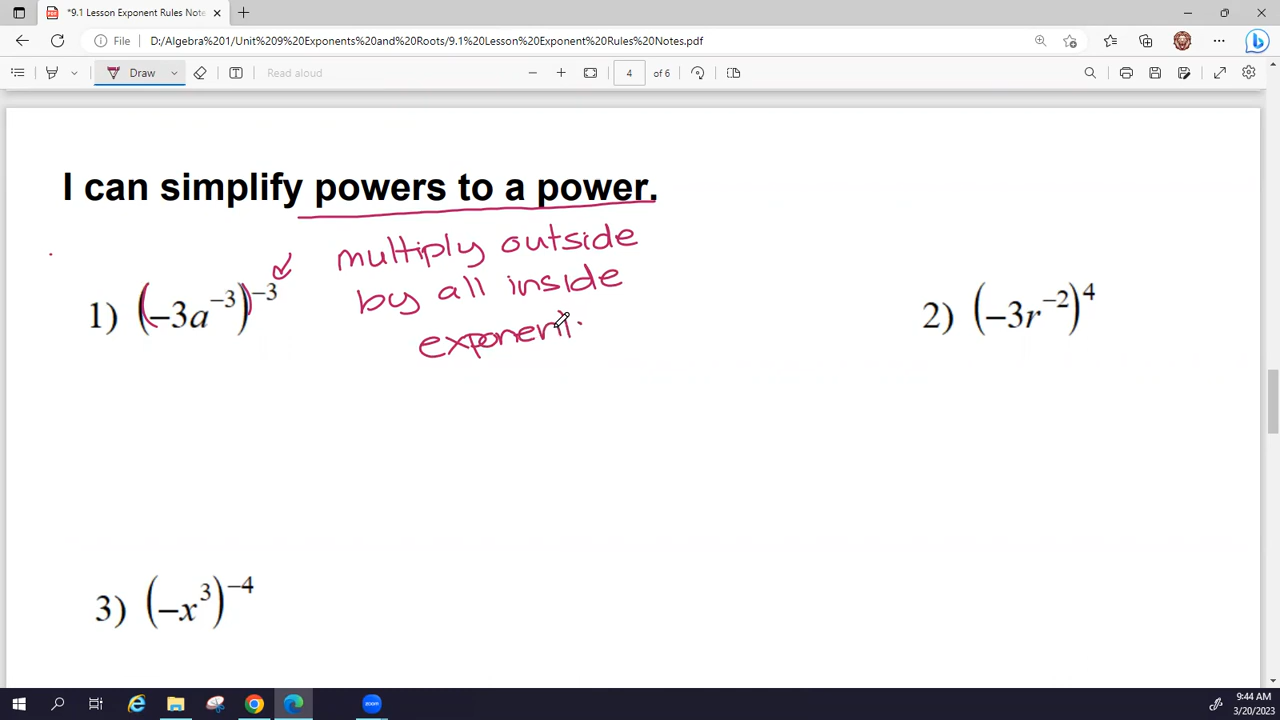 *9.1 Lesson Exponent Rules Note
File D:/Algebra%201/Unit%209%20Exponents%20and%20Roots/9.1%20Lesson%20Exponent%20Rules%20Notes.pdf
Draw Read aloud 4 of 6
I can simplify powers to a power.
multiply outside
by all inside
exponent.
1) (−3a⁻³)⁻³ 2) (−3r⁻²)⁴
3) (−x³)⁻⁴
9:44 AM
3/20/2023